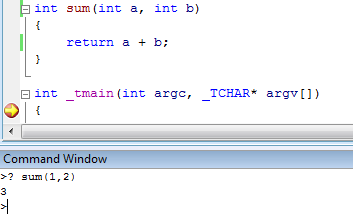 int sum(int a, int b)
{
    return a + b;
}
int _tmain(int argc, _TCHAR* argv[])
{
Command Window
>? sum(1,2)
3
>